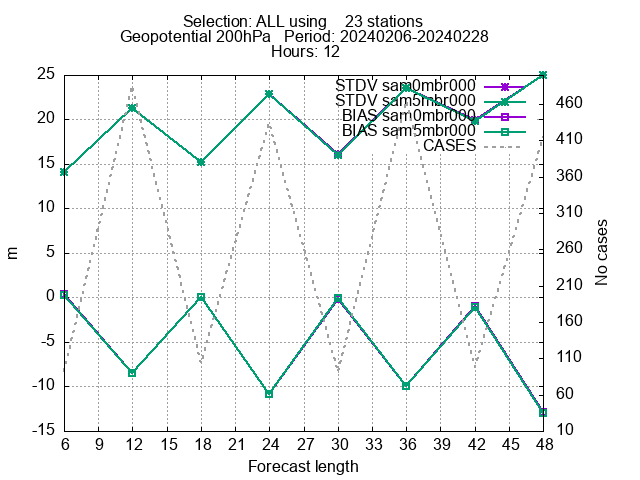 Selection: ALL using    23 stations
Geopotential 200hPa   Period: 20240206-20240228
Hours: 12
STDV sam0mbr000
STDV sam5mbr000
BIAS sam0mbr000
BIAS sam5mbr000
CASES
25
20
15
10
5
0
-5
-10
-15
m
460
410
360
310
260
210
160
110
60
10
No cases
6 9 12 15 18 21 24 27 30 33 36 39 42 45 48
Forecast length